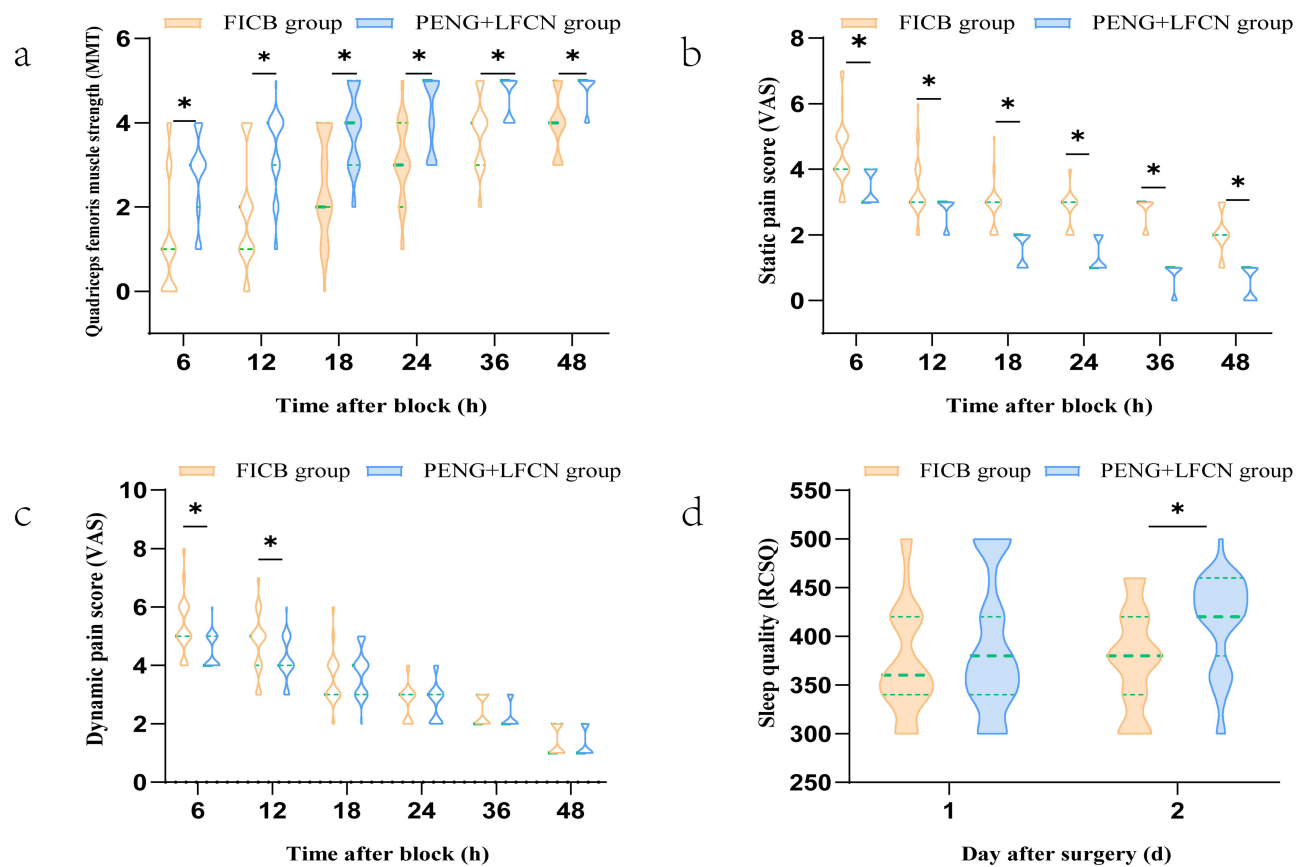 a
FICB group
PENG+LFCN group
Quadriceps femoris muscle strength (MMT)
6
4
2
0
* * * * * *
6 12 18 24 36 48
Time after block (h)
b
FICB group
PENG+LFCN group
Static pain score (VAS)
8
6
4
2
0
* * * * * *
6 12 18 24 36 48
Time after block (h)
c
FICB group
PENG+LFCN group
Dynamic pain score (VAS)
10
8
6
4
2
0
* *
6 12 18 24 36 48
Time after block (h)
d
FICB group
PENG+LFCN group
Sleep quality (RCSQ)
550
500
450
400
350
300
250
*
1 2
Day after surgery (d)